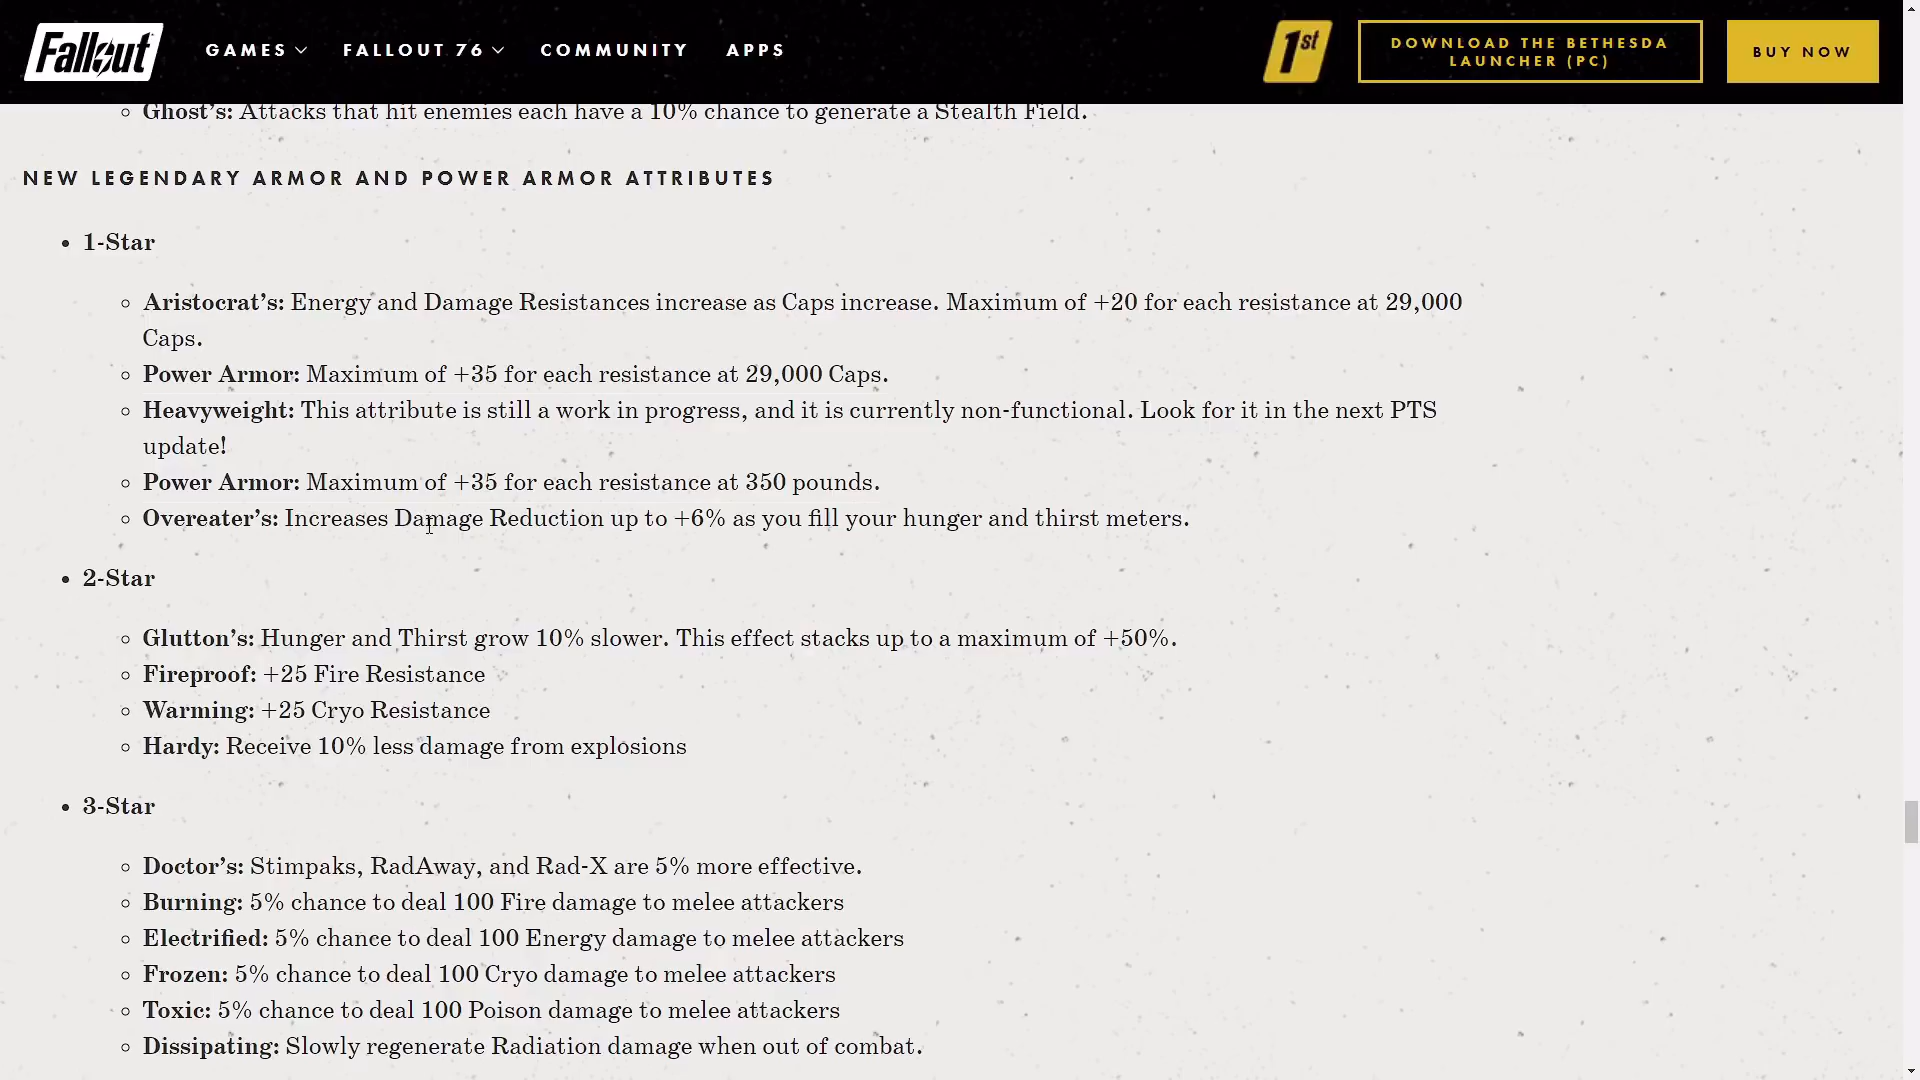 Fallout
GAMES
FALLOUT 76
COMMUNITY
APPS
1st
DOWNLOAD THE BETHESDA
LAUNCHER (PC)
BUY NOW
Ghost's: Attacks that hit enemies each have a 10% chance to generate a Stealth Field.
NEW LEGENDARY ARMOR AND POWER ARMOR ATTRIBUTES
1-Star
Aristocrat's: Energy and Damage Resistances increase as Caps increase. Maximum of +20 for each resistance at 29,000
Caps.
Power Armor: Maximum of +35 for each resistance at 29,000 Caps.
Heavyweight: This attribute is still a work in progress, and it is currently non-functional. Look for it in the next PTS
update!
Power Armor: Maximum of +35 for each resistance at 350 pounds.
Overeater's: Increases Damage Reduction up to +6% as you fill your hunger and thirst meters.
2-Star
Glutton's: Hunger and Thirst grow 10% slower. This effect stacks up to a maximum of +50%.
Fireproof: +25 Fire Resistance
Warming: +25 Cryo Resistance
Hardy: Receive 10% less damage from explosions
3-Star
Doctor's: Stimpaks, RadAway, and Rad-X are 5% more effective.
Burning: 5% chance to deal 100 Fire damage to melee attackers
Electrified: 5% chance to deal 100 Energy damage to melee attackers
Frozen: 5% chance to deal 100 Cryo damage to melee attackers
Toxic: 5% chance to deal 100 Poison damage to melee attackers
Dissipating: Slowly regenerate Radiation damage when out of combat.